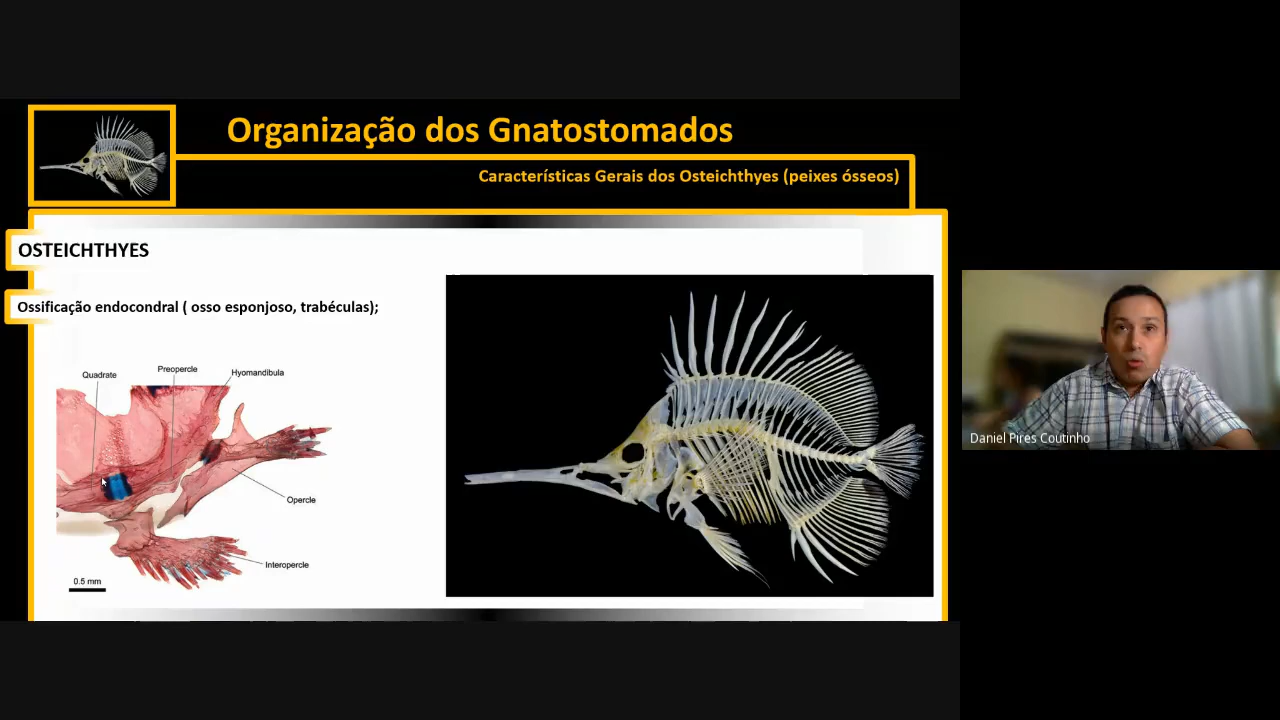 Organização dos Gnatostomados
Características Gerais dos Osteichthyes (peixes ósseos)
OSTEICHTHYES
Ossificação endocondral ( osso esponjoso, trabéculas);
Quadrate
Preopercle
Hyomandibula
Opercle
Interopercle
0.5 mm
Daniel Pires Coutinho